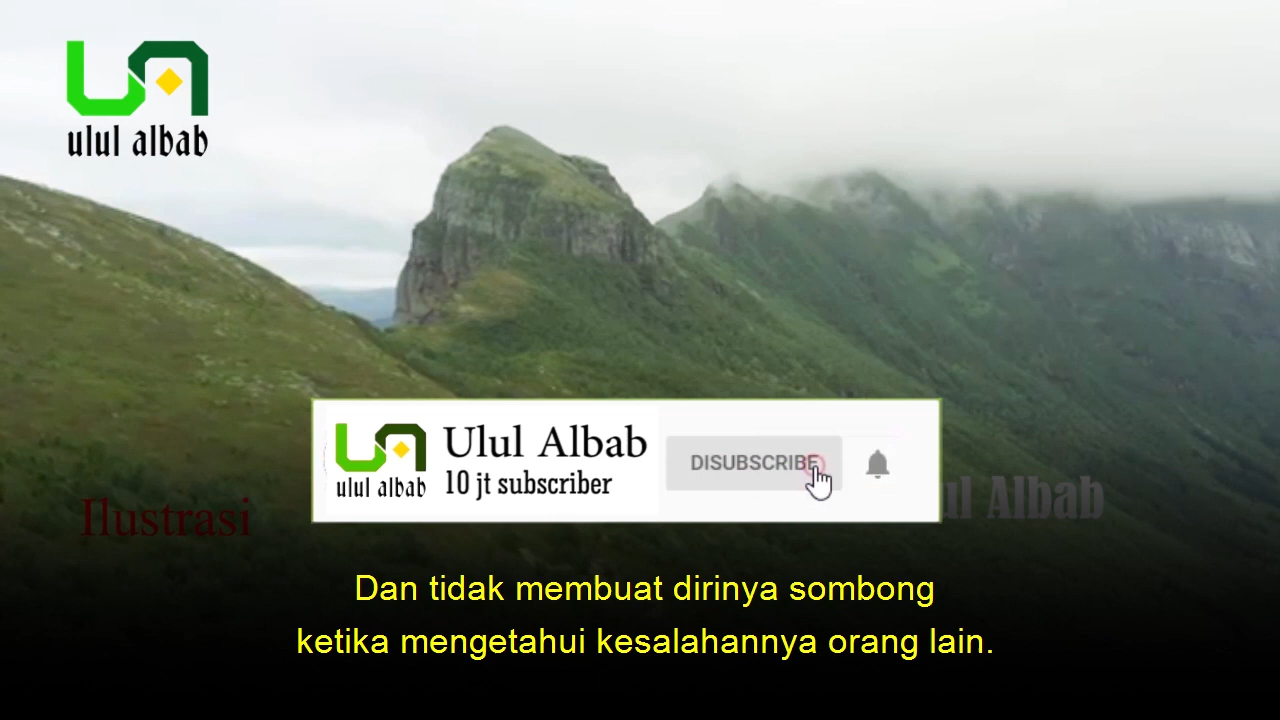 ulul albab
Ulul Albab
ulul albab
10 jt subscriber
DISUBSCRIBE
Ilustrasi
Albab
Dan tidak membuat dirinya sombong
ketika mengetahui kesalahannya orang lain.